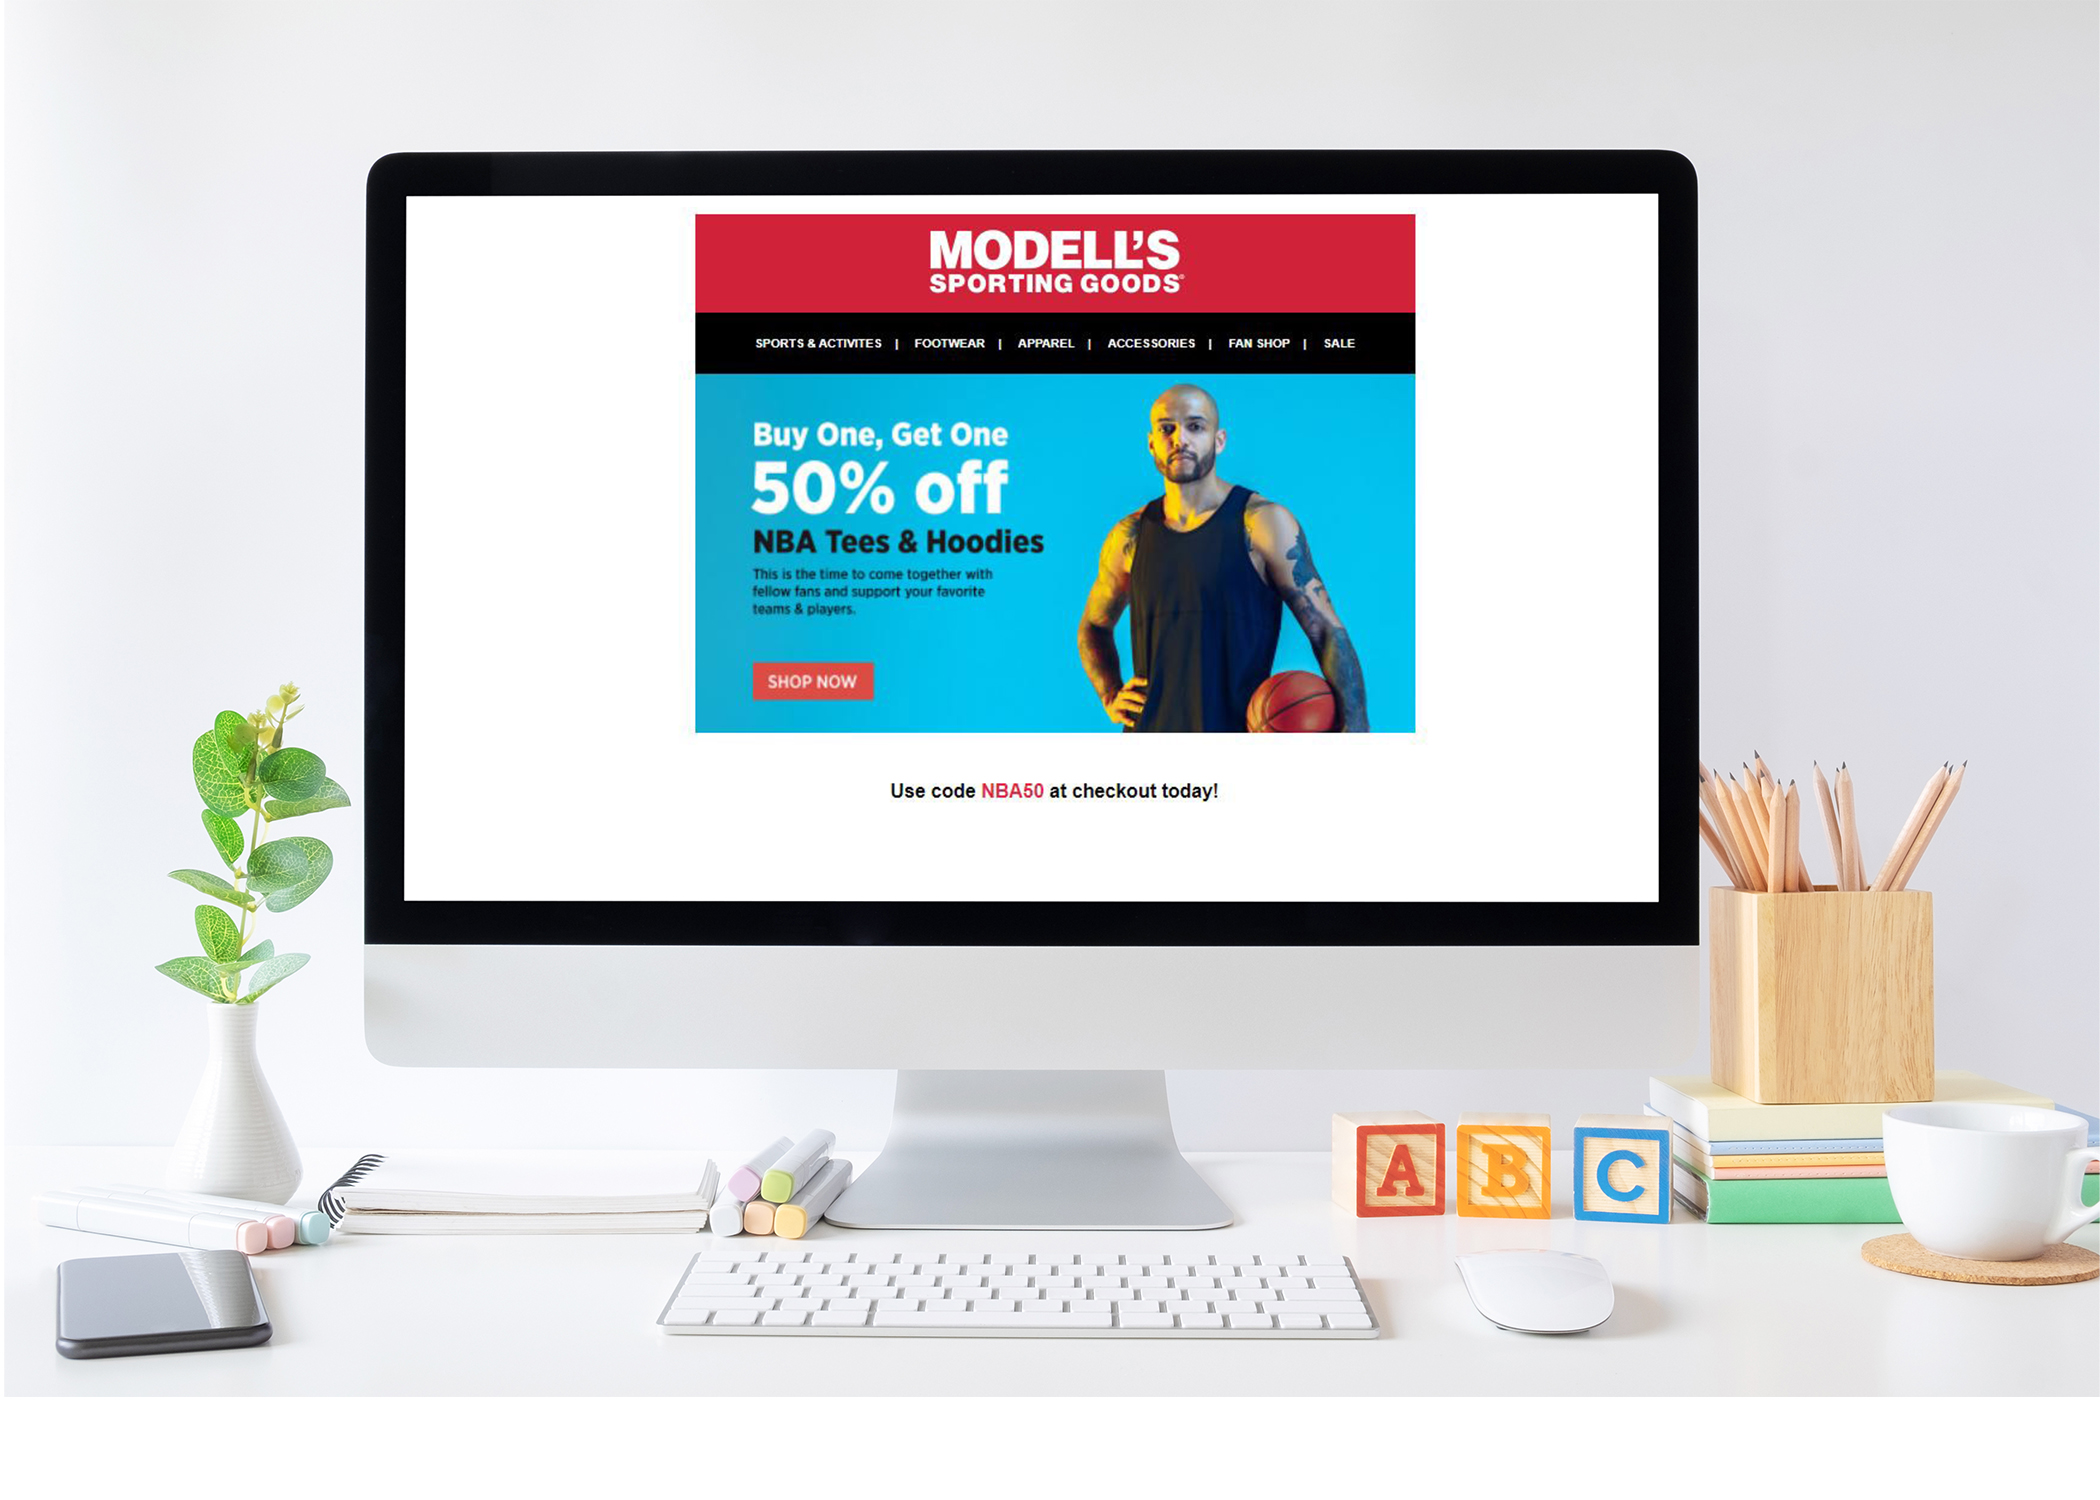 MODELL'S
SPORTING GOODS®
SPORTS & ACTIVITES | FOOTWEAR | APPAREL | ACCESSORIES | FAN SHOP | SALE
Buy One, Get One
50% off
NBA Tees & Hoodies
This is the time to come together with
fellow fans and support your favorite
teams & players.
SHOP NOW
Use code NBA50 at checkout today!
A B C